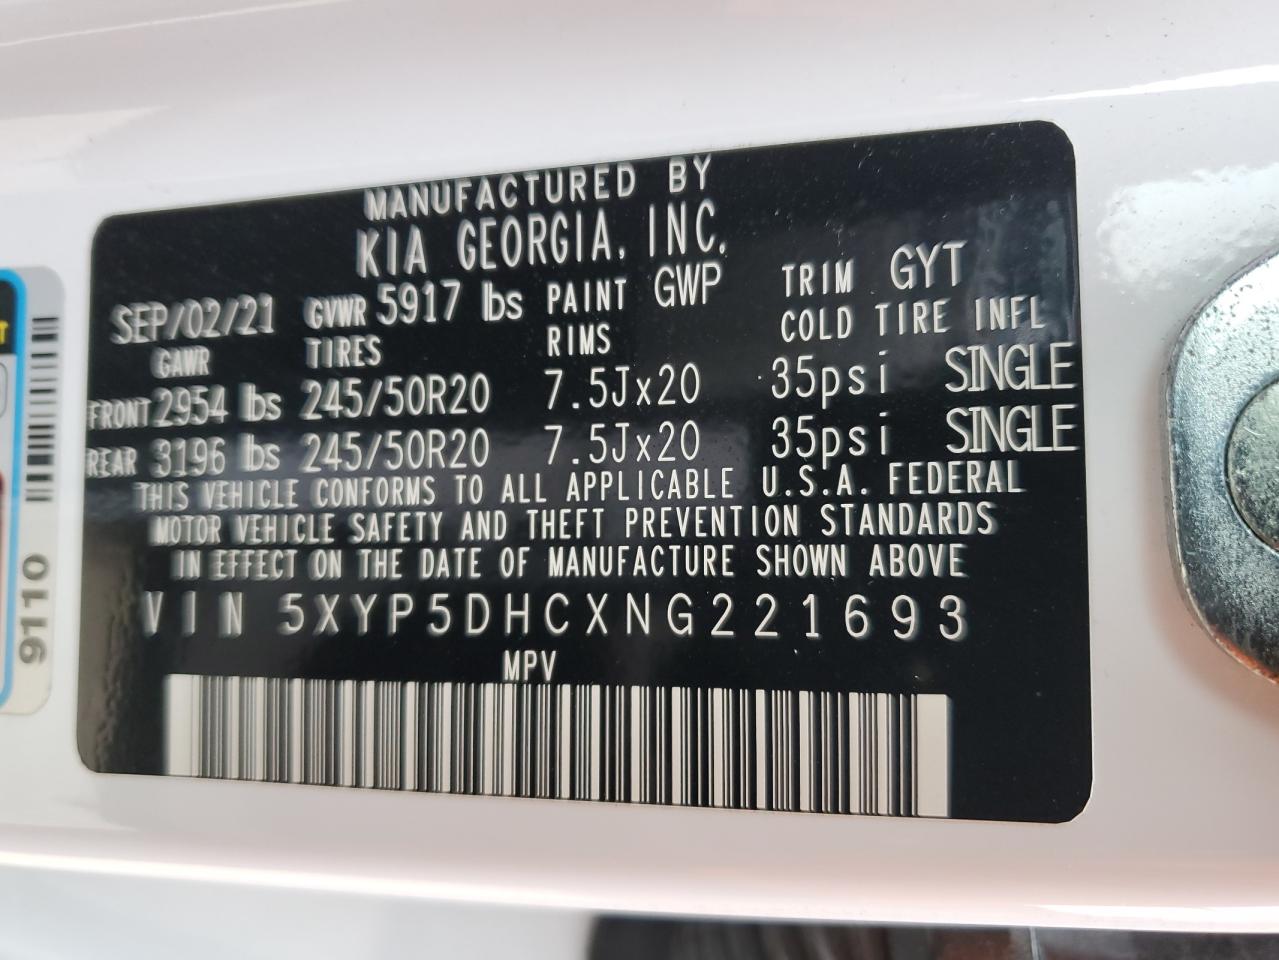 MANUFACTURED BY
KIA GEORGIA, INC.
SEP/02/21 GVWR 5917 lbs PAINT GWP TRIM GYT
GAWR TIRES RIMS COLD TIRE INFL
FRONT 2954 lbs 245/50R20 7.5Jx20 35psi SINGLE
REAR 3196 lbs 245/50R20 7.5Jx20 35psi SINGLE
THIS VEHICLE CONFORMS TO ALL APPLICABLE U.S.A. FEDERAL
MOTOR VEHICLE SAFETY AND THEFT PREVENTION STANDARDS
IN EFFECT ON THE DATE OF MANUFACTURE SHOWN ABOVE
VIN 5XYP5DHCXNG221693
MPV
9110